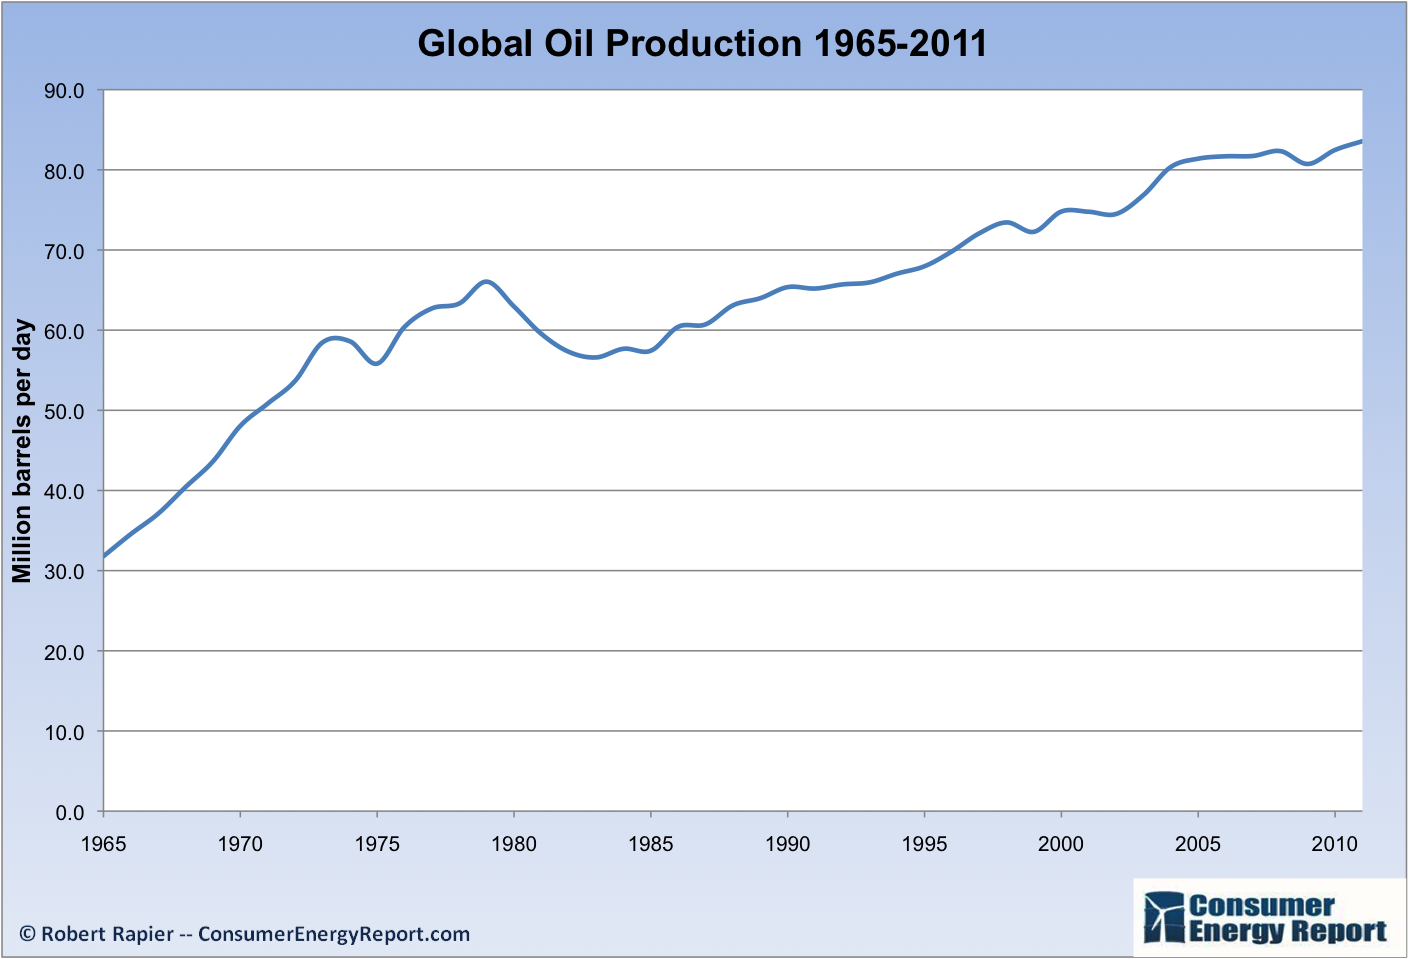 Global Oil Production 1965-2011
90.0
80.0
70.0
60.0
50.0
40.0
30.0
20.0
10.0
0.0
Million barrels per day
1965 1970 1975 1980 1985 1990 1995 2000 2005 2010
© Robert Rapier -- ConsumerEnergyReport.com
Consumer
Energy Report